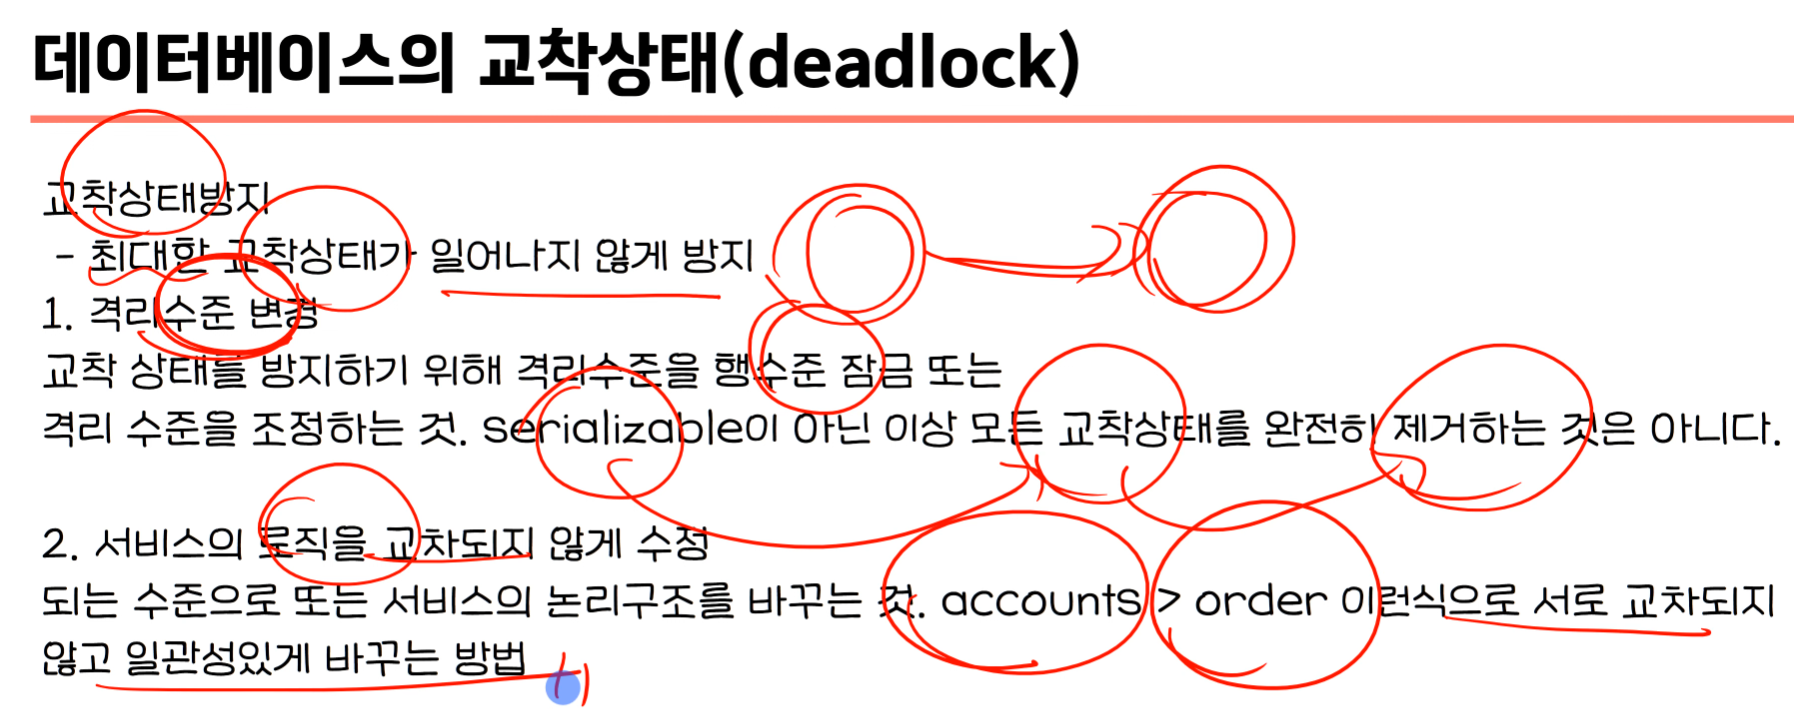 데이터베이스의 교착상태(deadlock)
교착상태방지
- 최대한 교착상태가 일어나지 않게 방지
1. 격리수준 변경
교착 상태를 방지하기 위해 격리수준을 행수준 잠금 또는
격리 수준을 조정하는 것. serializable이 아닌 이상 모든 교착상태를 완전히 제거하는 것은 아니다.
2. 서비스의 로직을 교차되지 않게 수정
되는 수준으로 또는 서비스의 논리구조를 바꾸는 것. accounts > order 이런식으로 서로 교차되지
않고 일관성있게 바꾸는 방법